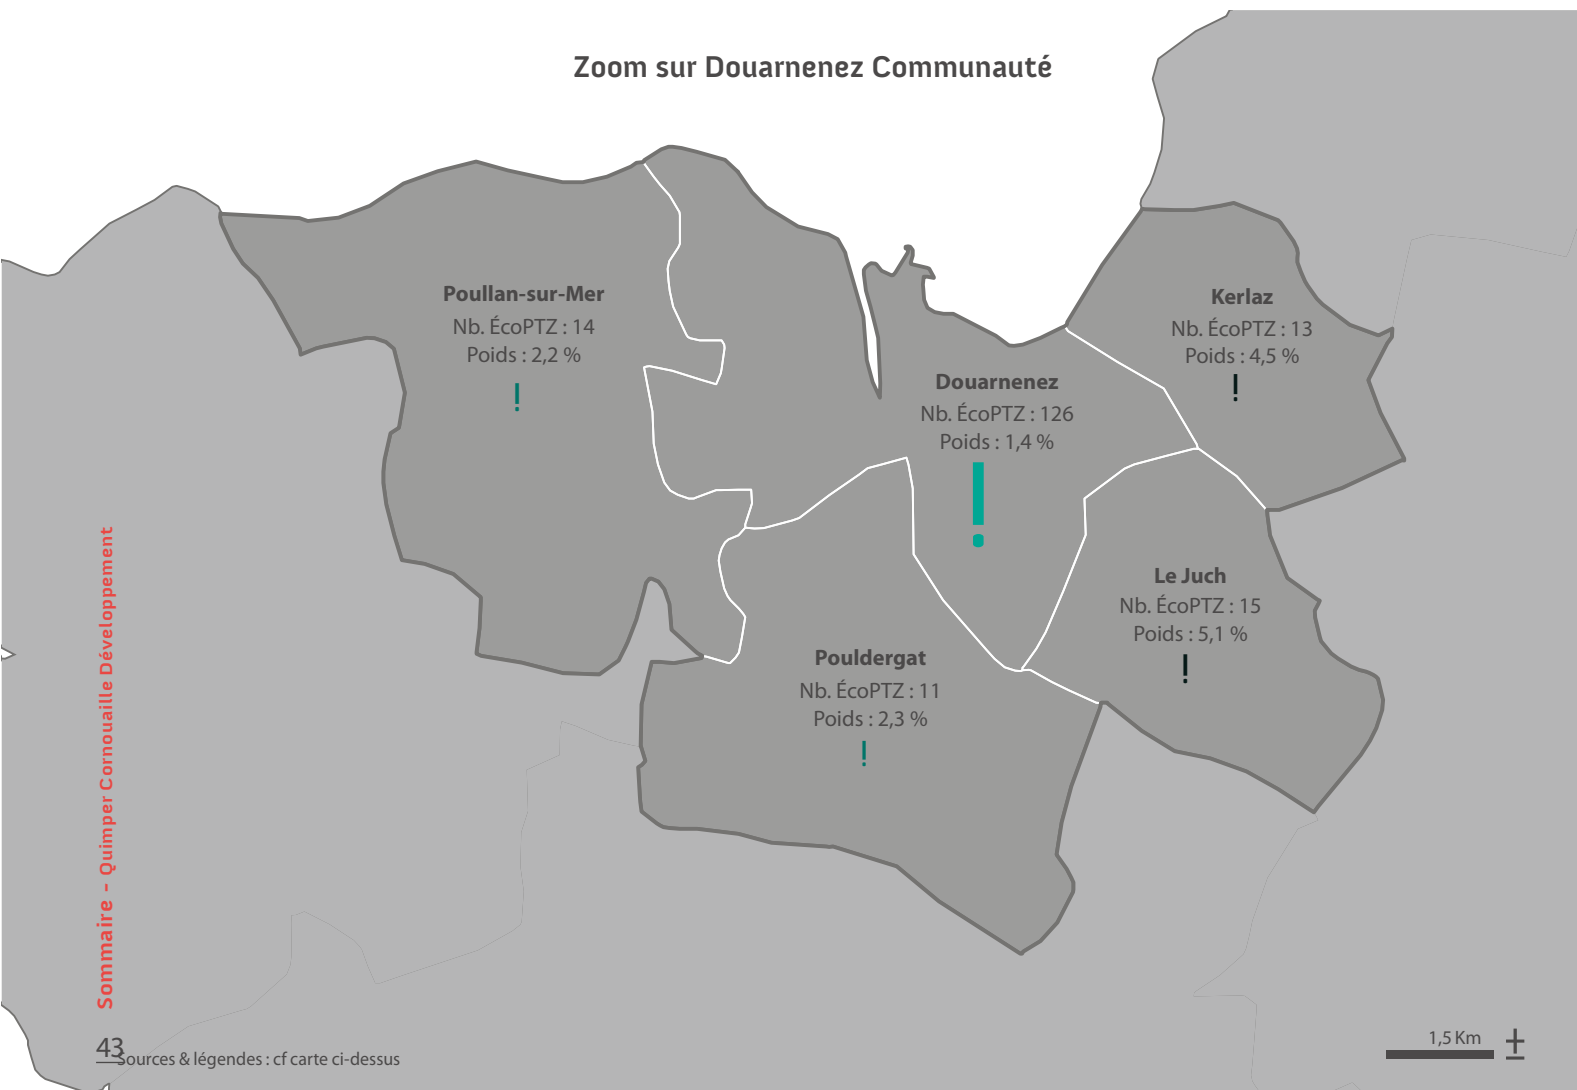 Zoom sur Douarnenez Communauté
Poullan-sur-Mer
Nb. ÉcoPTZ : 14
Poids : 2,2 %
Kerlaz
Nb. ÉcoPTZ : 13
Poids : 4,5 %
Douarnenez
Nb. ÉcoPTZ : 126
Poids : 1,4 %
Le Juch
Nb. ÉcoPTZ : 15
Poids : 5,1 %
Pouldergat
Nb. ÉcoPTZ : 11
Poids : 2,3 %
Sommaire - Quimper Cornouaille Développement
43
Sources & légendes : cf carte ci-dessus
1,5 Km